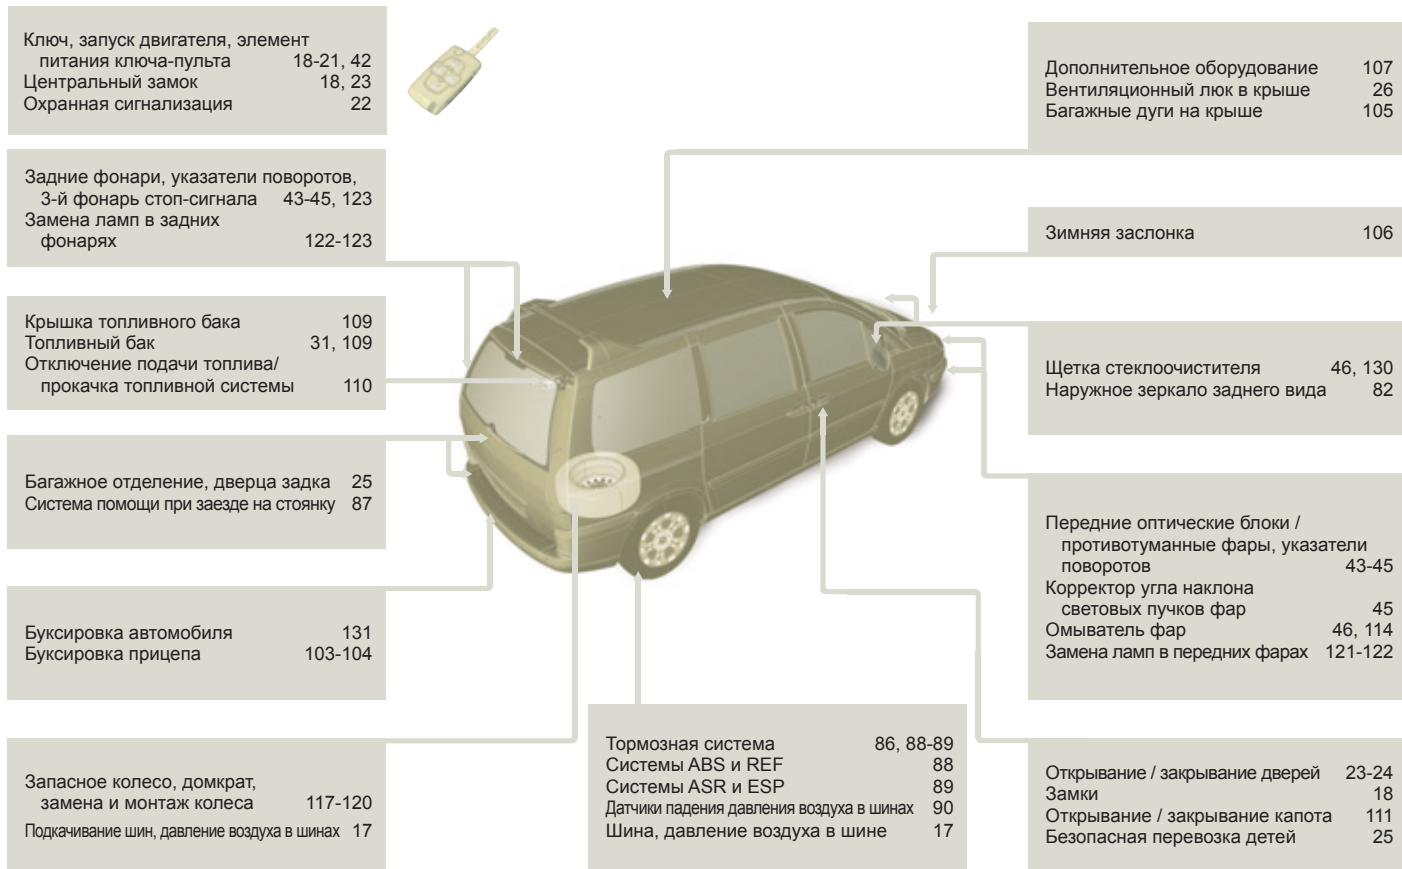 Ключ, запуск двигателя, элемент
питания ключа-пульта 18-21, 42
Центральный замок 18, 23
Охранная сигнализация 22
Задние фонари, указатели поворотов,
3-й фонарь стоп-сигнала 43-45, 123
Замена ламп в задних
фонарях 122-123
Крышка топливного бака 109
Топливный бак 31, 109
Отключение подачи топлива/
прокачка топливной системы 110
Багажное отделение, дверца задка 25
Система помощи при заезде на стоянку 87
Буксировка автомобиля 131
Буксировка прицепа 103-104
Запасное колесо, домкрат,
замена и монтаж колеса 117-120
Подкачивание шин, давление воздуха в шинах 17
Тормозная система 86, 88-89
Системы ABS и REF 88
Системы ASR и ESP 89
Датчики падения давления воздуха в шинах 90
Шина, давление воздуха в шине 17
Дополнительное оборудование 107
Вентиляционный люк в крыше 26
Багажные дуги на крыше 105
Зимняя заслонка 106
Щетка стеклоочистителя 46, 130
Наружное зеркало заднего вида 82
Передние оптические блоки /
противотуманные фары, указатели
поворотов 43-45
Корректор угла наклона
световых пучков фар 45
Омыватель фар 46, 114
Замена ламп в передних фарах 121-122
Открывание / закрывание дверей 23-24
Замки 18
Открывание / закрывание капота 111
Безопасная перевозка детей 25